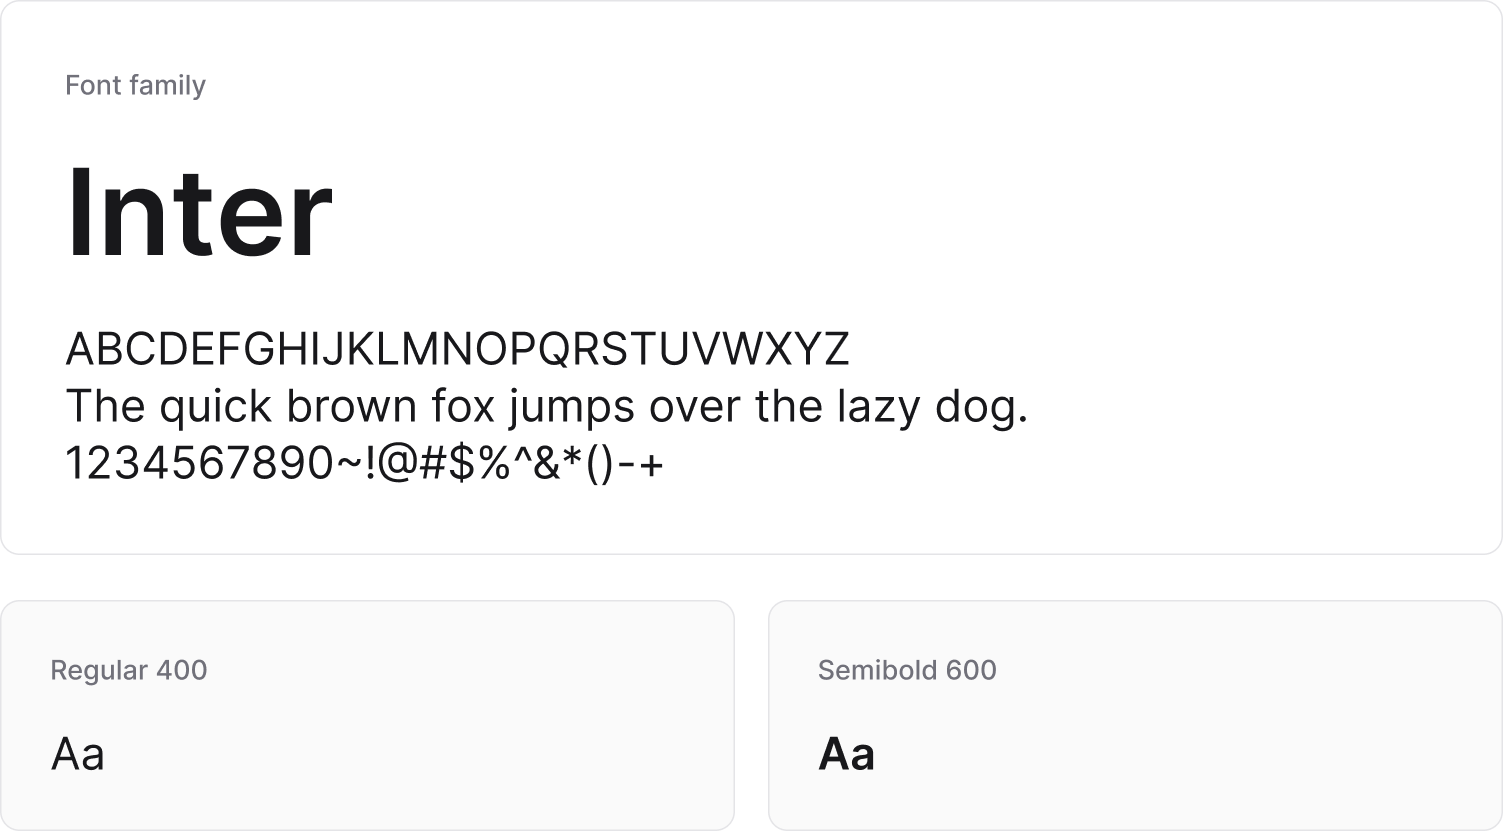 Font family
Inter
ABCDEFGHIJKLMNOPQRSTUVWXYZ
The quick brown fox jumps over the lazy dog.
1234567890~!@#$%^&*()-+
Regular 400
Aa
Semibold 600
Aa